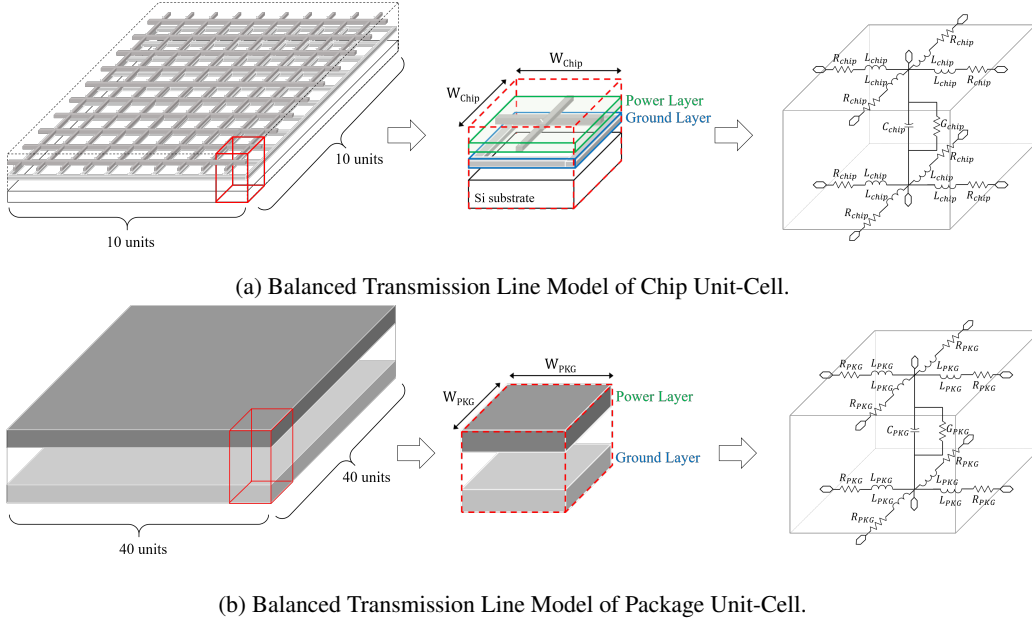 W_Chip
W_Chip
Power Layer
Ground Layer
Si substrate
10 units
10 units
R_chip
R_chip L_chip L_chip R_chip
L_chip L_chip
R_chip
C_chip G_chip
R_chip
R_chip L_chip L_chip
L_chip L_chip R_chip
R_chip
(a) Balanced Transmission Line Model of Chip Unit-Cell.
W_PKG
W_PKG
Power Layer
Ground Layer
40 units
40 units
R_PKG
R_PKG L_PKG L_PKG
L_PKG L_PKG R_PKG
R_PKG
C_PKG G_PKG
R_PKG
R_PKG L_PKG L_PKG
L_PKG L_PKG R_PKG
R_PKG
(b) Balanced Transmission Line Model of Package Unit-Cell.